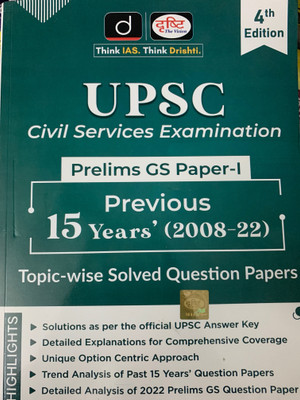 d
दृष्टि
The Vision
Think IAS. Think Drishti.
4th
Edition
UPSC
Civil Services Examination
Prelims GS Paper-I
Previous
15 Years’ (2008-22)
Topic-wise Solved Question Papers
HIGHLIGHTS
Solutions as per the official UPSC Answer Key
Detailed Explanations for Comprehensive Coverage
Unique Option Centric Approach
Trend Analysis of Past 15 Years' Question Papers
Detailed Analysis of 2022 Prelims GS Question Paper